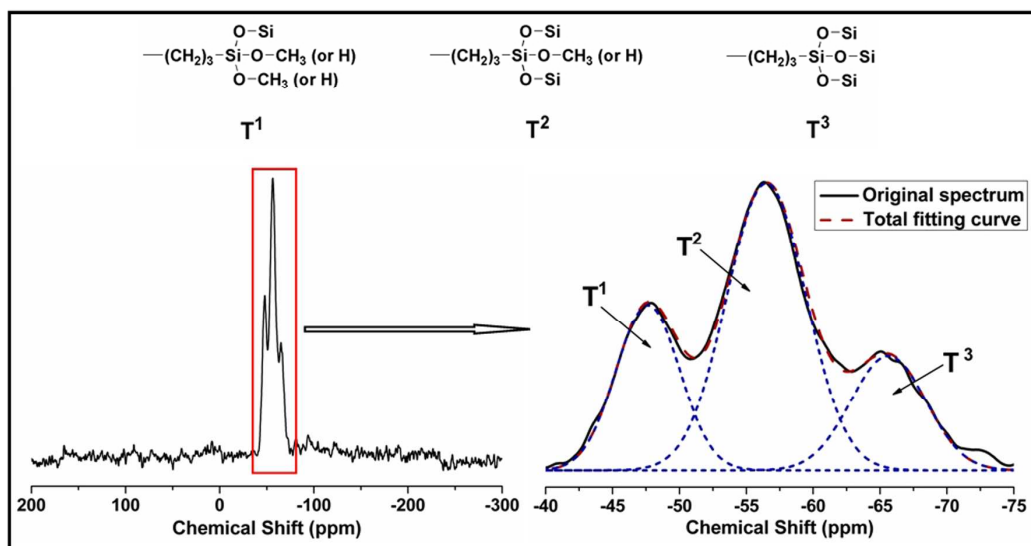 O—Si
—(CH₂)₃—Si—O—CH₃ (or H)
O—CH₃ (or H)
T¹
O—Si
—(CH₂)₃—Si—O—CH₃ (or H)
O—Si
T²
O—Si
—(CH₂)₃—Si—O—Si
O—Si
T³
200 100 0 -100 -200 -300
Chemical Shift (ppm)
Original spectrum
Total fitting curve
T¹
T²
T³
-40 -45 -50 -55 -60 -65 -70 -75
Chemical Shift (ppm)